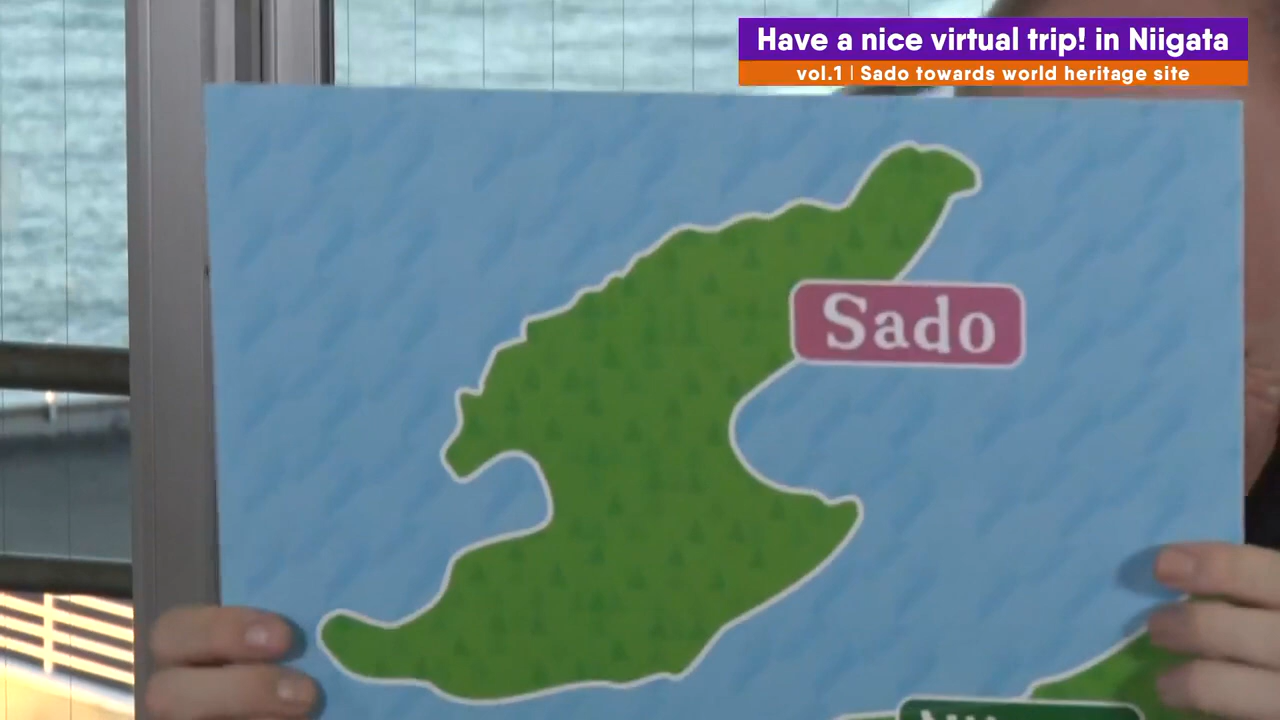 Have a nice virtual trip! in Niigata
vol.1 | Sado towards world heritage site
Sado